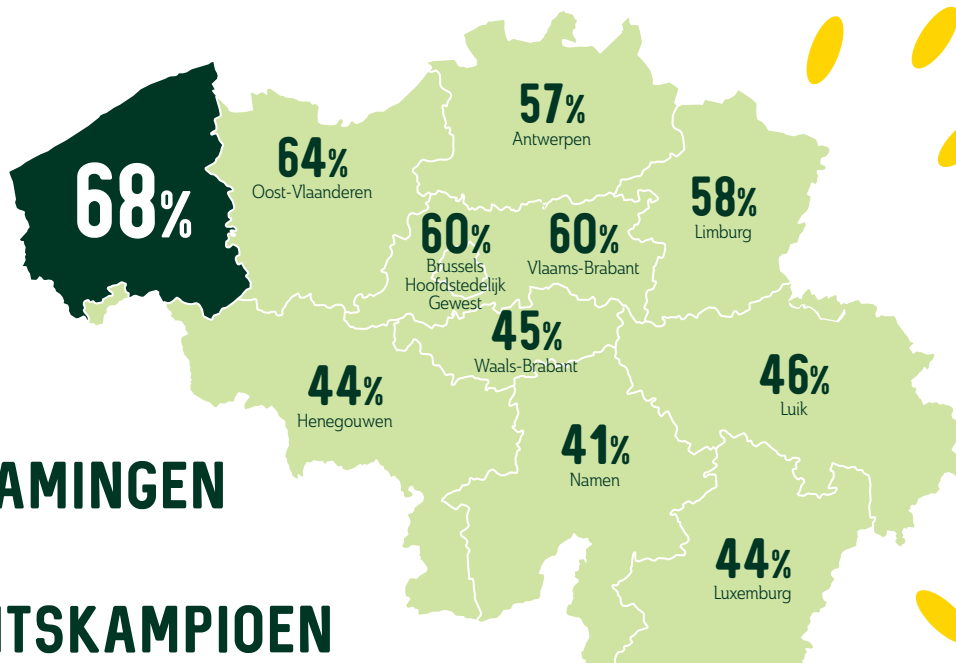 57%
Antwerpen
64%
Oost-Vlaanderen
68%
58%
Limburg
60%
Brussels
Hoofdstedelijk
Gewest
60%
Vlaams-Brabant
45%
Waals-Brabant
44%
Henegouwen
46%
Luik
41%
Namen
AMINGEN
44%
Luxemburg
ITSKAMPIOEN